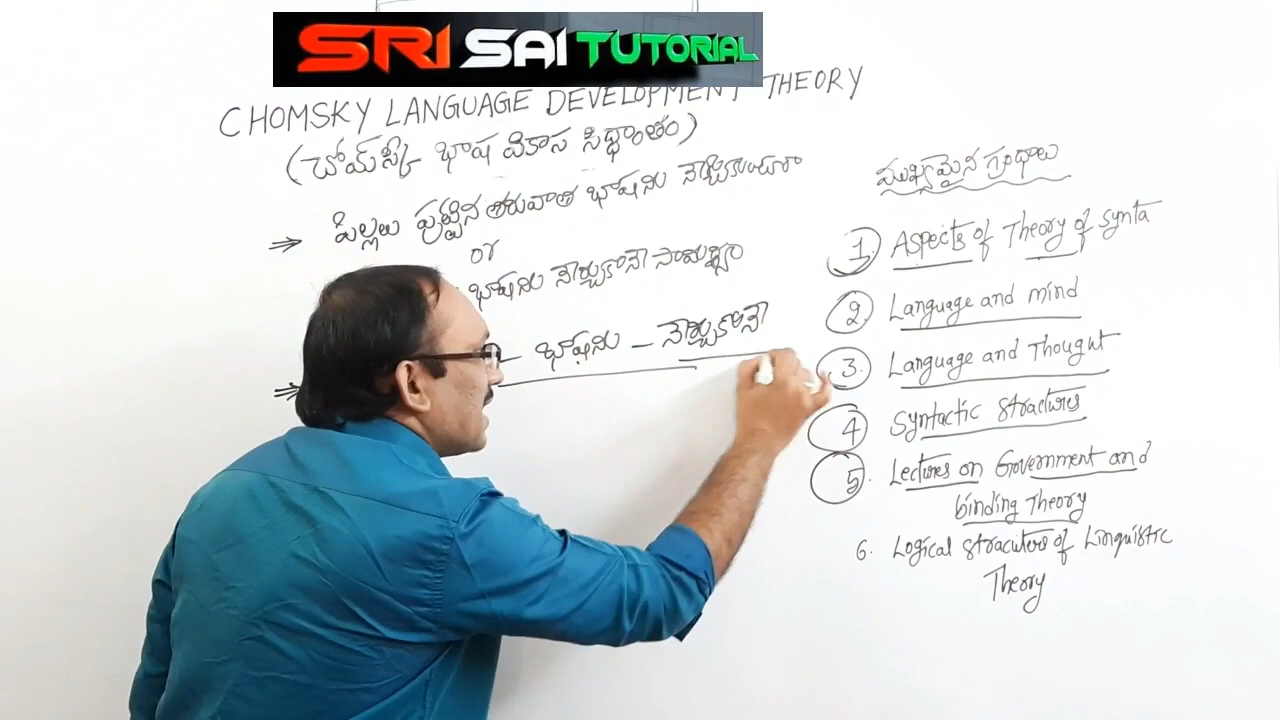 SRI SAI TUTORIAL
CHOMSKY LANGUAGE DEVELOPMENT THEORY
(చోమ్‌స్కీ భాష వికాస సిద్ధాంతం)
⇒ పిల్లలు పుట్టిన తరువాత భాషను నేర్చుకుంటూ
or
భాషను నేర్చుకొనే సామర్థ్యం
⇒ – భాషను – నేర్చుకొనే
ముఖ్యమైన గ్రంథాలు
1. Aspects of Theory of Synta
2. Language and mind
3. Language and Thought
4 Syntactic Stractures
5. Lectures on Government and
binding Theory
6. Logical Stracuters of Linguistic
Theory